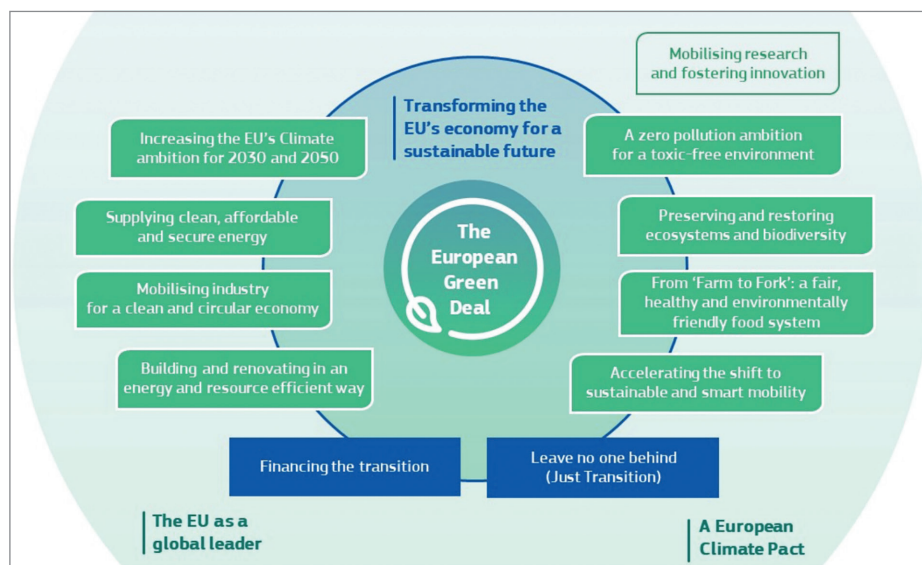 Mobilising research
and fostering innovation
Transforming the
EU's economy for a
sustainable future
Increasing the EU's Climate
ambition for 2030 and 2050
A zero pollution ambition
for a toxic-free environment
Supplying clean, affordable
and secure energy
Preserving and restoring
ecosystems and biodiversity
The
European
Green
Deal
Mobilising industry
for a clean and circular economy
From ‘Farm to Fork’: a fair,
healthy and environmentally
friendly food system
Building and renovating in an
energy and resource efficient way
Accelerating the shift to
sustainable and smart mobility
Financing the transition
Leave no one behind
(Just Transition)
The EU as a
global leader
A European
Climate Pact